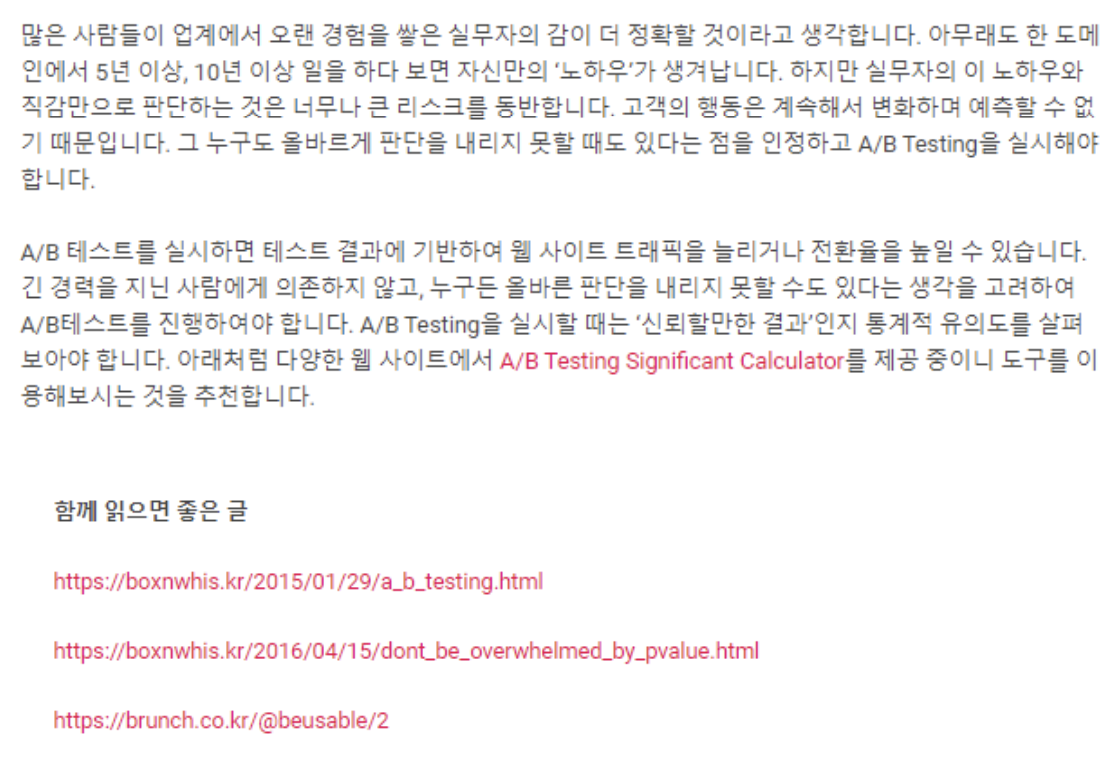 많은 사람들이 업계에서 오랜 경험을 쌓은 실무자의 감이 더 정확할 것이라고 생각합니다. 아무래도 한 도메
인에서 5년 이상, 10년 이상 일을 하다 보면 자신만의 ‘노하우’가 생겨납니다. 하지만 실무자의 이 노하우와
직감만으로 판단하는 것은 너무나 큰 리스크를 동반합니다. 고객의 행동은 계속해서 변화하며 예측할 수 없
기 때문입니다. 그 누구도 올바르게 판단을 내리지 못할 때도 있다는 점을 인정하고 A/B Testing을 실시해야
합니다.
A/B 테스트를 실시하면 테스트 결과에 기반하여 웹 사이트 트래픽을 늘리거나 전환율을 높일 수 있습니다.
긴 경력을 지닌 사람에게 의존하지 않고, 누구든 올바른 판단을 내리지 못할 수도 있다는 생각을 고려하여
A/B테스트를 진행하여야 합니다. A/B Testing을 실시할 때는 ‘신뢰할만한 결과’인지 통계적 유의도를 살펴
보아야 합니다. 아래처럼 다양한 웹 사이트에서 A/B Testing Significant Calculator를 제공 중이니 도구를 이
용해보시는 것을 추천합니다.
함께 읽으면 좋은 글
https://boxnwhis.kr/2015/01/29/a_b_testing.html
https://boxnwhis.kr/2016/04/15/dont_be_overwhelmed_by_pvalue.html
https://brunch.co.kr/@beusable/2